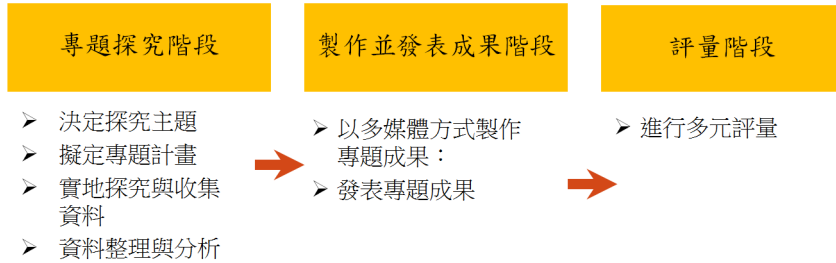 專題探究階段
➢ 決定探究主題
➢ 擬定專題計畫
➢ 實地探究與收集
資料
➢ 資料整理與分析
製作並發表成果階段
➢ 以多媒體方式製作
專題成果：
➢ 發表專題成果
評量階段
➢ 進行多元評量